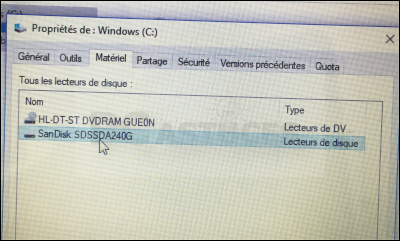 Propriétés de : Windows (C:)
Général Outils Matériel Partage Sécurité Versions précédentes Quota
Tous les lecteurs de disque :
Nom Type
HL-DT-ST DVDRAM GUE0N Lecteurs de DV...
SanDisk SDSSDA240G Lecteurs de disque